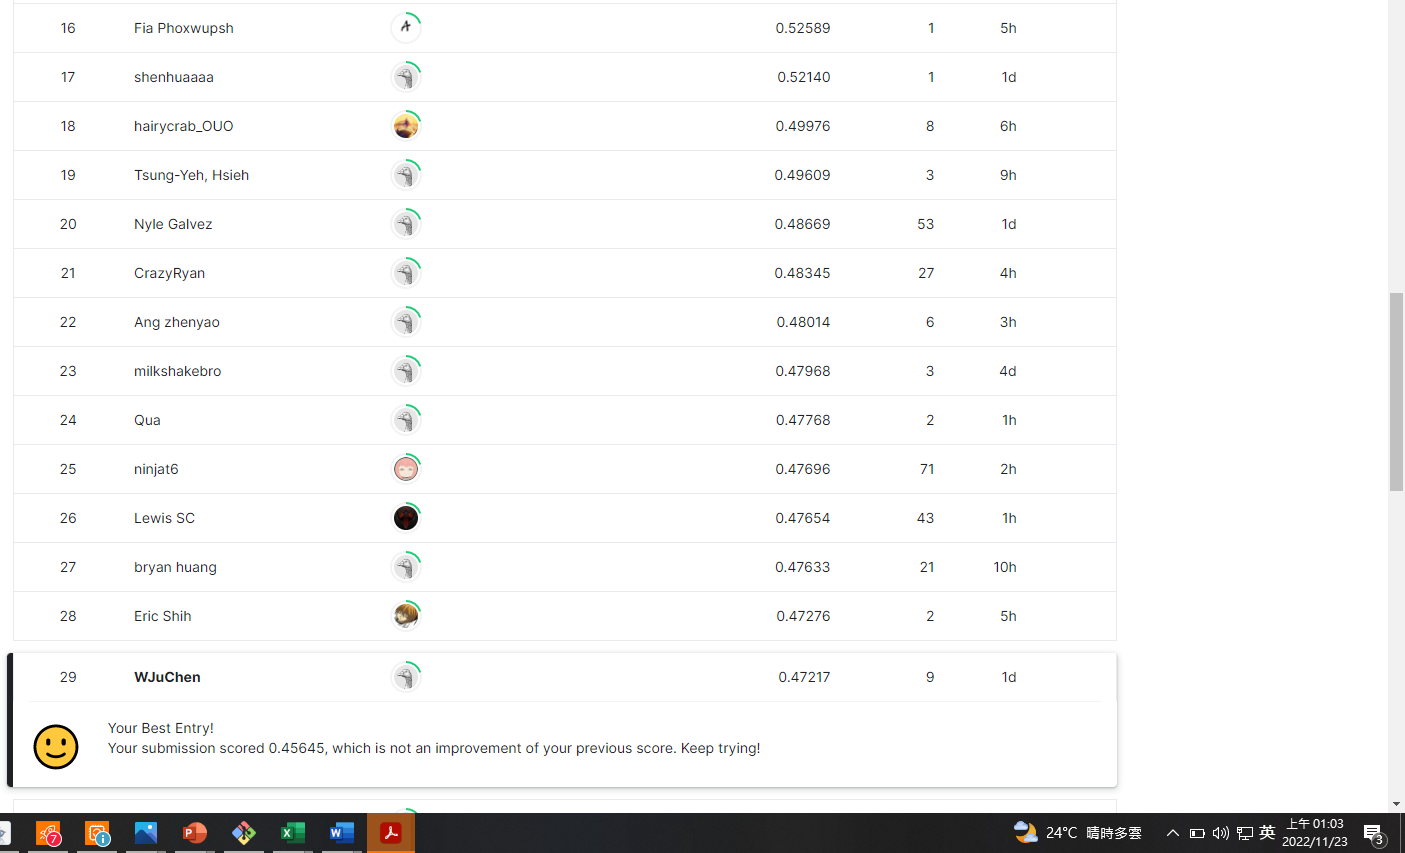 16 Fia Phoxwupsh 0.52589 1 5h
17 shenhuaaaa 0.52140 1 1d
18 hairycrab_OUO 0.49976 8 6h
19 Tsung-Yeh, Hsieh 0.49609 3 9h
20 Nyle Galvez 0.48669 53 1d
21 CrazyRyan 0.48345 27 4h
22 Ang zhenyao 0.48014 6 3h
23 milkshakebro 0.47968 3 4d
24 Qua 0.47768 2 1h
25 ninjat6 0.47696 71 2h
26 Lewis SC 0.47654 43 1h
27 bryan huang 0.47633 21 10h
28 Eric Shih 0.47276 2 5h
29 WJuChen 0.47217 9 1d
Your Best Entry!
Your submission scored 0.45645, which is not an improvement of your previous score. Keep trying!
7 P X W 24°C 晴時多雲 英 上午 01:03
2022/11/23 3